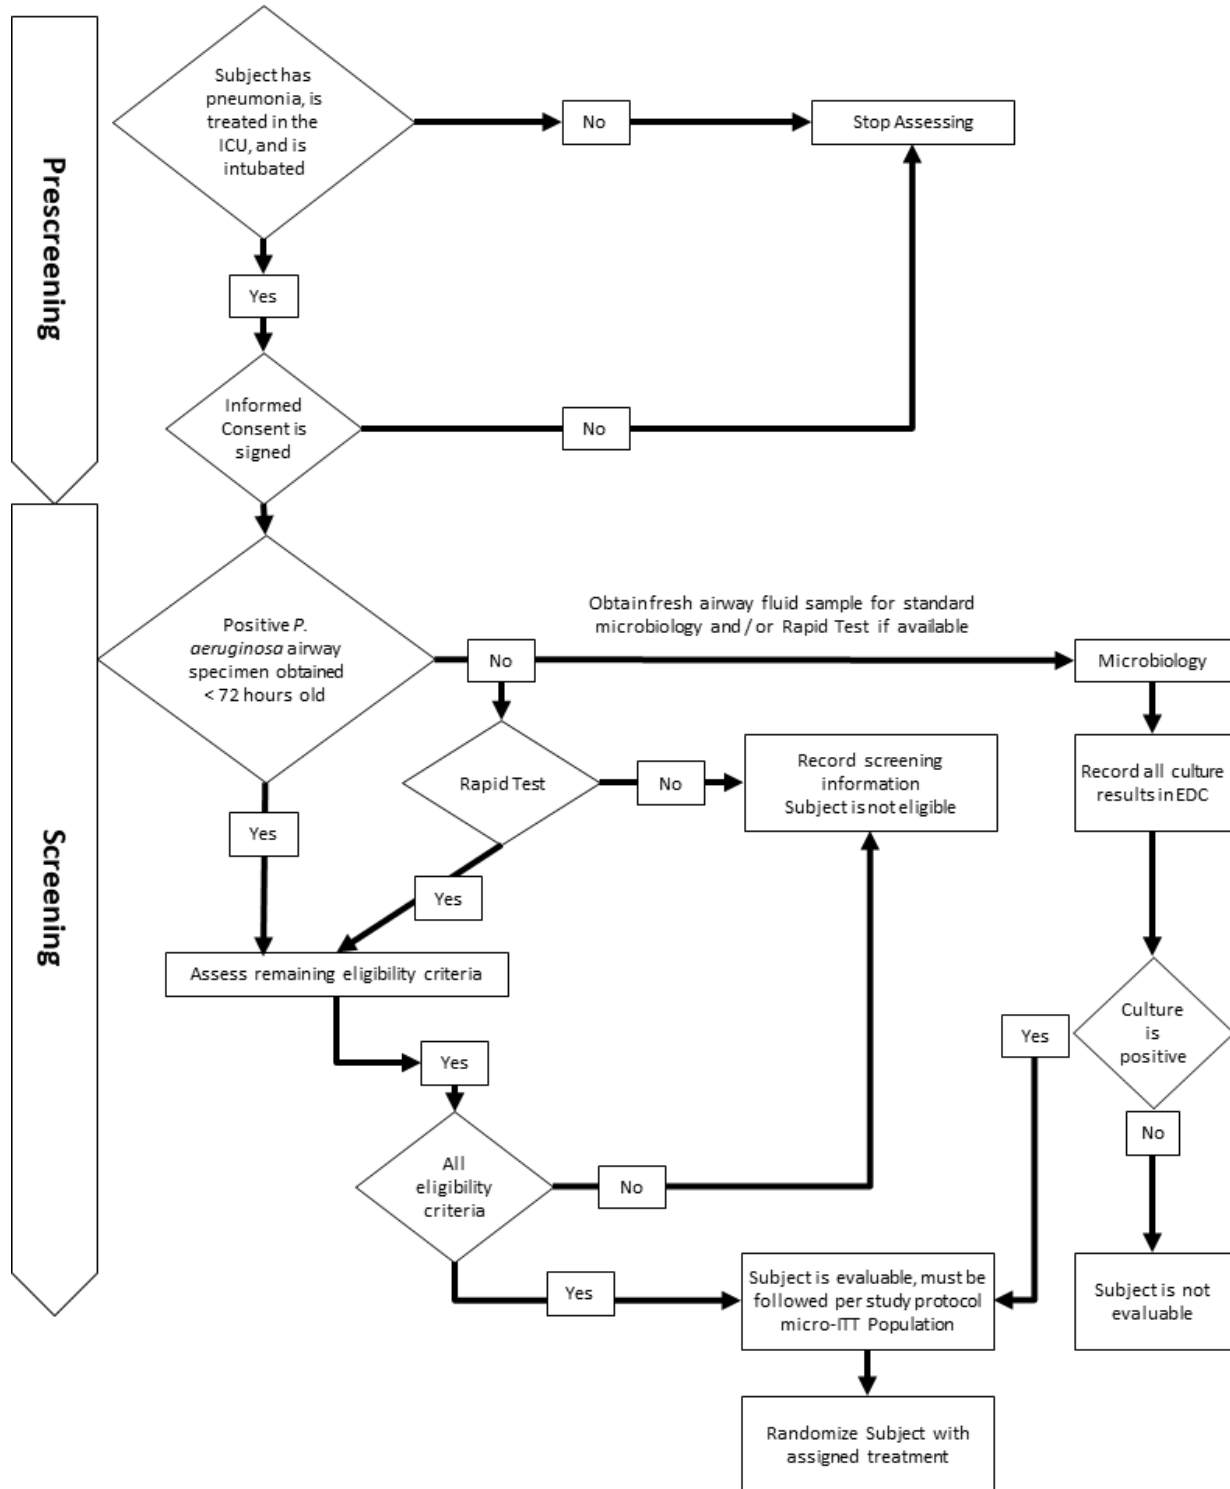 Prescreening
Subject has
pneumonia, is
treated in the
ICU, and is
intubated
No
Stop Assessing
Yes
Informed
Consent is
signed
No
Screening
Positive P.
aeruginosa airway
specimen obtained
< 72 hours old
No
Obtain fresh airway fluid sample for standard
microbiology and / or Rapid Test if available
Microbiology
Rapid Test
No
Record screening
information
Subject is not eligible
Record all culture
results in EDC
Yes
Yes
Assess remaining eligibility criteria
Yes
Culture
is
positive
Yes
No
All
eligibility
criteria
No
Yes
Subject is evaluable, must be
followed per study protocol
micro-ITT Population
Subject is not
evaluable
Randomize Subject with
assigned treatment